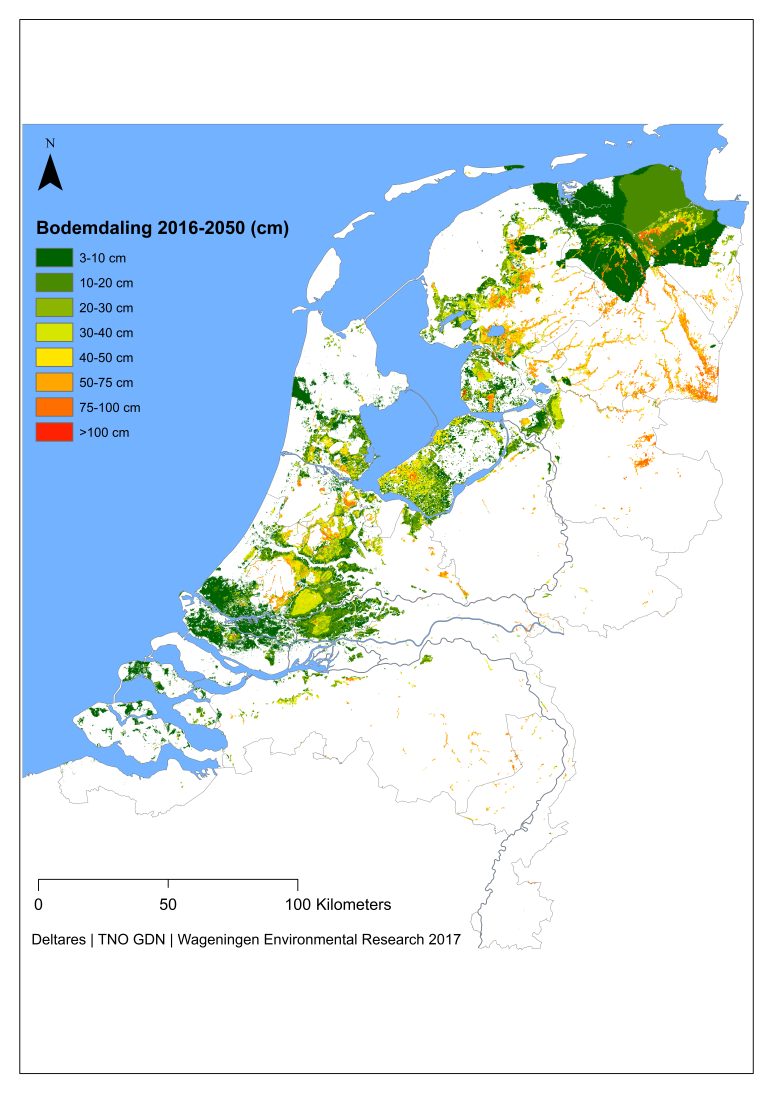 N
Bodemdaling 2016-2050 (cm)
3-10 cm
10-20 cm
20-30 cm
30-40 cm
40-50 cm
50-75 cm
75-100 cm
>100 cm
0 50 100 Kilometers
Deltares | TNO GDN | Wageningen Environmental Research 2017